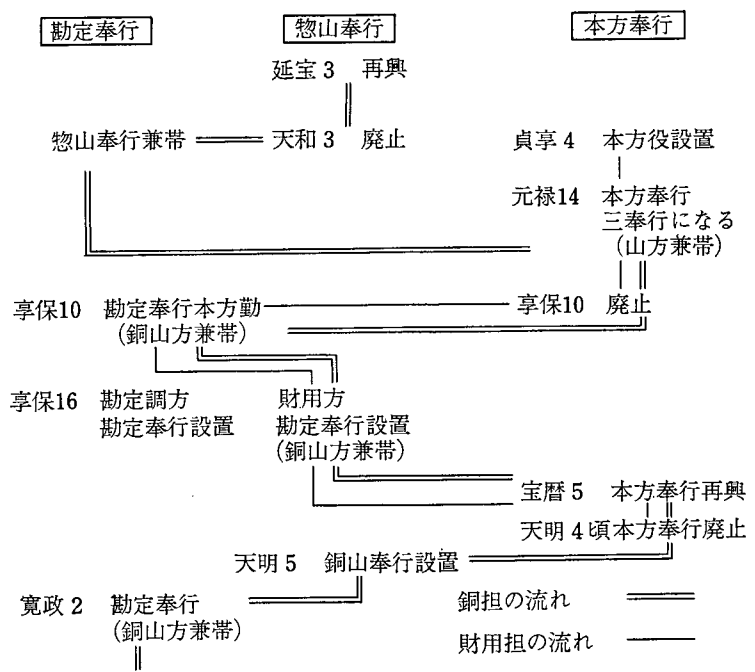 勘定奉行　惣山奉行　本方奉行
延宝3　再興
惣山奉行兼帯　天和3　廃止　貞享4　本方役設置
元禄14　本方奉行
三奉行になる
(山方兼帯)
享保10　勘定奉行本方勤　享保10　廃止
(銅山方兼帯)
享保16　勘定調方　財用方
勘定奉行設置　勘定奉行設置
(銅山方兼帯)
宝暦5　本方奉行再興
天明4頃本方奉行廃止
天明5　銅山奉行設置
寛政2　勘定奉行　銅担の流れ
(銅山方兼帯)
財用担の流れ